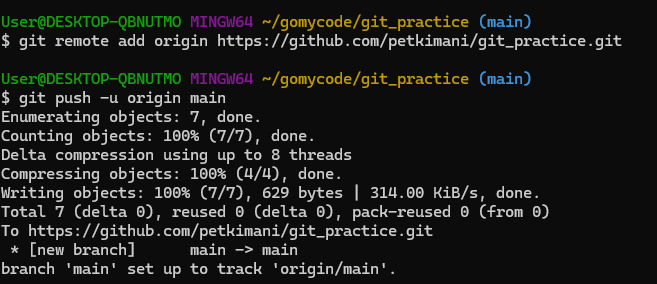 User@DESKTOP-QBNUTMO MINGW64 ~/gomycode/git_practice (main)
$ git remote add origin https://github.com/petkimani/git_practice.git
User@DESKTOP-QBNUTMO MINGW64 ~/gomycode/git_practice (main)
$ git push -u origin main
Enumerating objects: 7, done.
Counting objects: 100% (7/7), done.
Delta compression using up to 8 threads
Compressing objects: 100% (4/4), done.
Writing objects: 100% (7/7), 629 bytes | 314.00 KiB/s, done.
Total 7 (delta 0), reused 0 (delta 0), pack-reused 0 (from 0)
To https://github.com/petkimani/git_practice.git
 * [new branch]      main -> main
branch 'main' set up to track 'origin/main'.